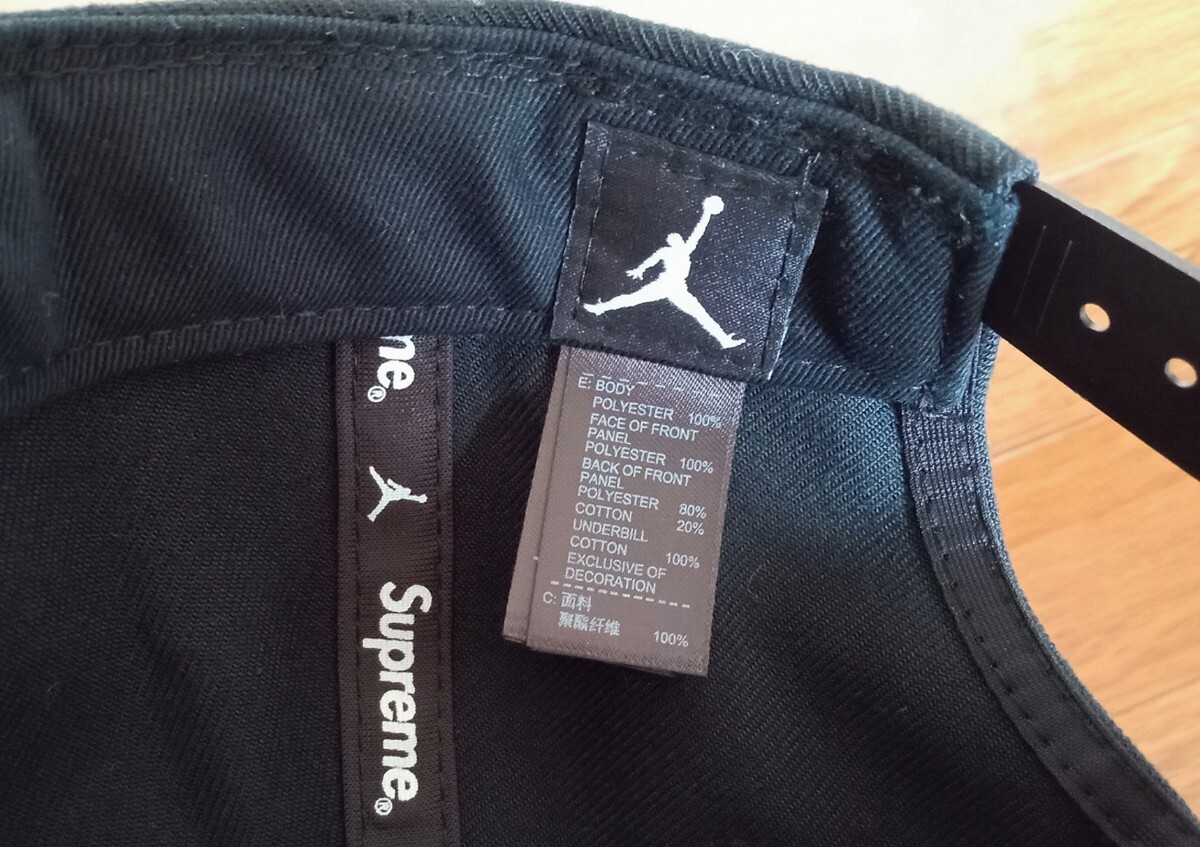 me®
Supreme®
E: BODY
POLYESTER 100%
FACE OF FRONT
PANEL
POLYESTER 100%
BACK OF FRONT
PANEL
POLYESTER 80%
COTTON 20%
UNDERBILL
COTTON 100%
EXCLUSIVE OF
DECORATION
C: 面料
聚酯纤维 100%